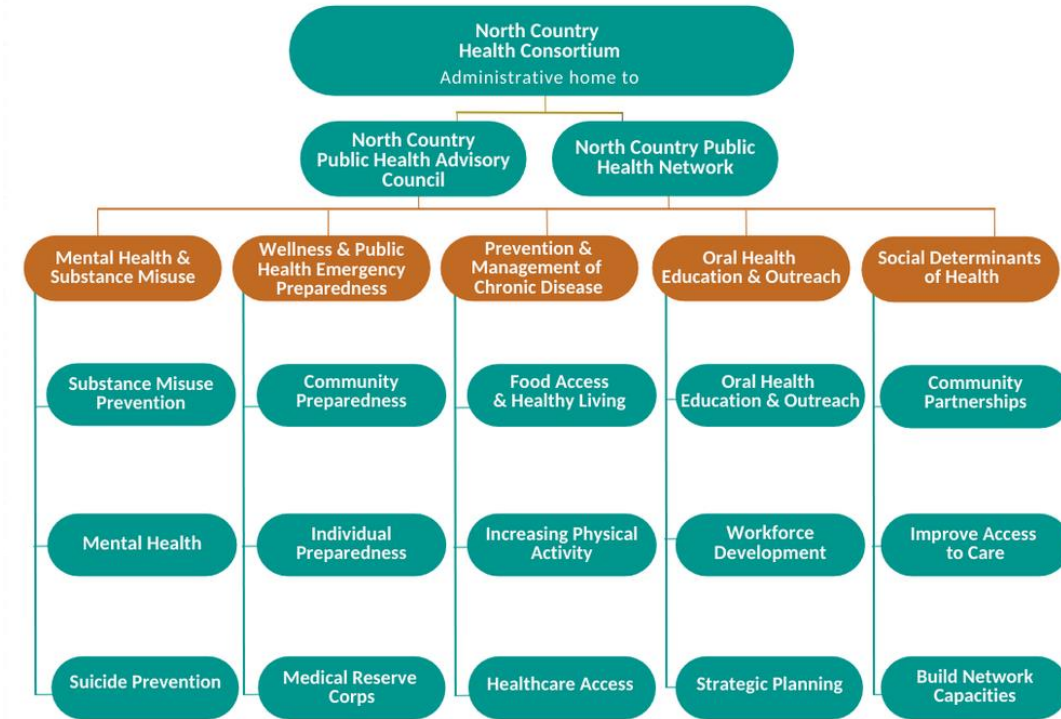 North Country
Health Consortium
Administrative home to
North Country
Public Health Advisory
Council
North Country Public
Health Network
Mental Health &
Substance Misuse
Wellness & Public
Health Emergency
Preparedness
Prevention &
Management of
Chronic Disease
Oral Health
Education & Outreach
Social Determinants
of Health
Substance Misuse
Prevention
Community
Preparedness
Food Access
& Healthy Living
Oral Health
Education & Outreach
Community
Partnerships
Mental Health
Individual
Preparedness
Increasing Physical
Activity
Workforce
Development
Improve Access
to Care
Suicide Prevention
Medical Reserve
Corps
Healthcare Access
Strategic Planning
Build Network
Capacities